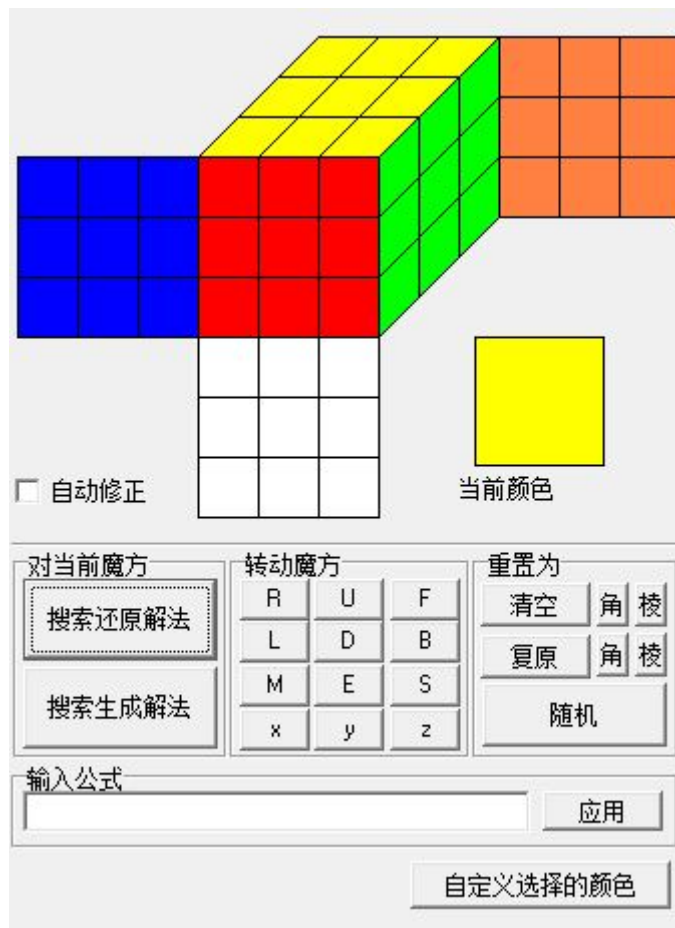 自动修正
当前颜色
对当前魔方 转动魔方 重置为
搜索还原解法 R U F 清空 角 棱
L D B 复原 角 棱
搜索生成解法 M E S 随机
x y z
输入公式
应用
自定义选择的颜色